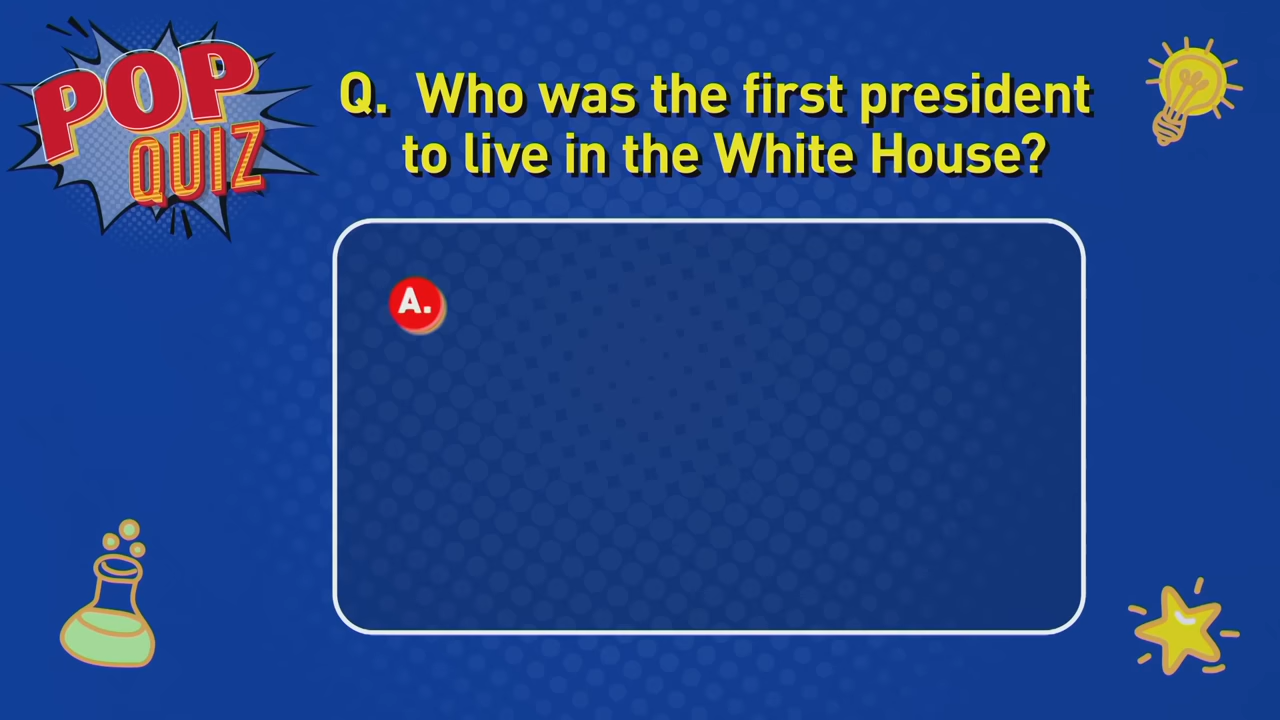 POP
QUIZ
Q. Who was the first president
to live in the White House?
A.